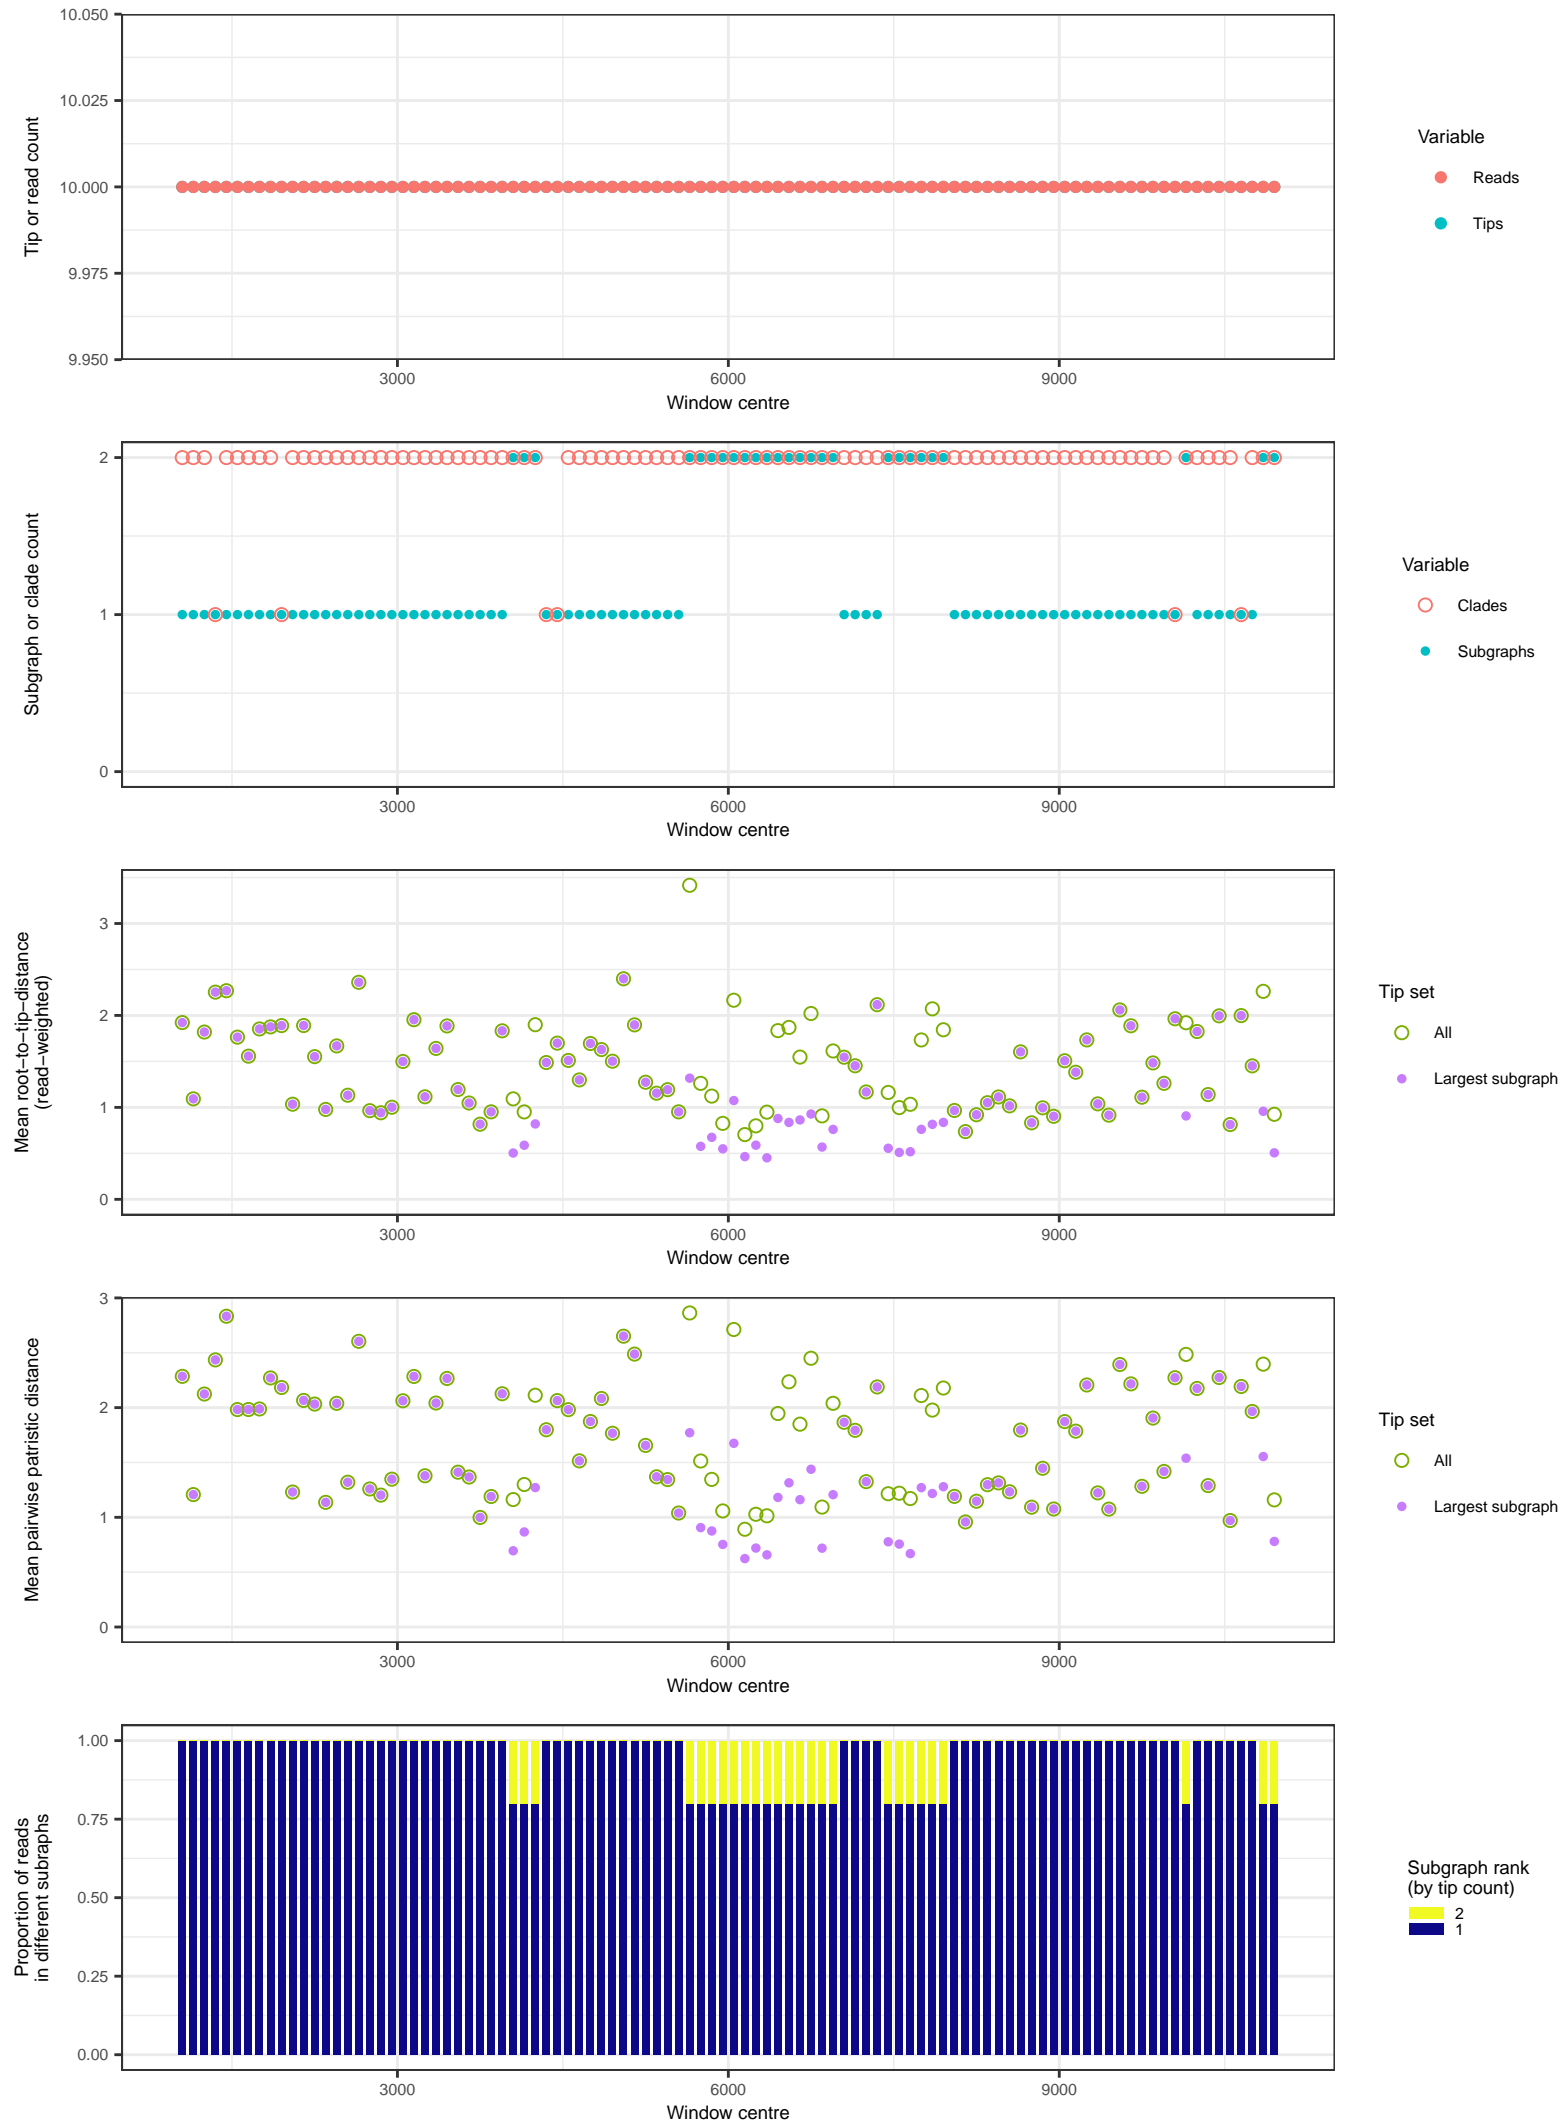 10.050
10.025
10.000
9.975
9.950
Tip or read count
3000
6000
9000
Window centre
Variable
Reads
Tips
2
1
0
Subgraph or clade count
3000
6000
9000
Window centre
Variable
Clades
Subgraphs
3
2
1
0
Mean root−to−tip−distance
(read−weighted)
3000
6000
9000
Window centre
Tip set
All
Largest subgraph
3
2
1
0
Mean pairwise patristic distance
3000
6000
9000
Window centre
Tip set
All
Largest subgraph
1.00
0.75
0.50
0.25
0.00
Proportion of reads
in different subraphs
3000
6000
9000
Window centre
Subgraph rank
(by tip count)
2
1